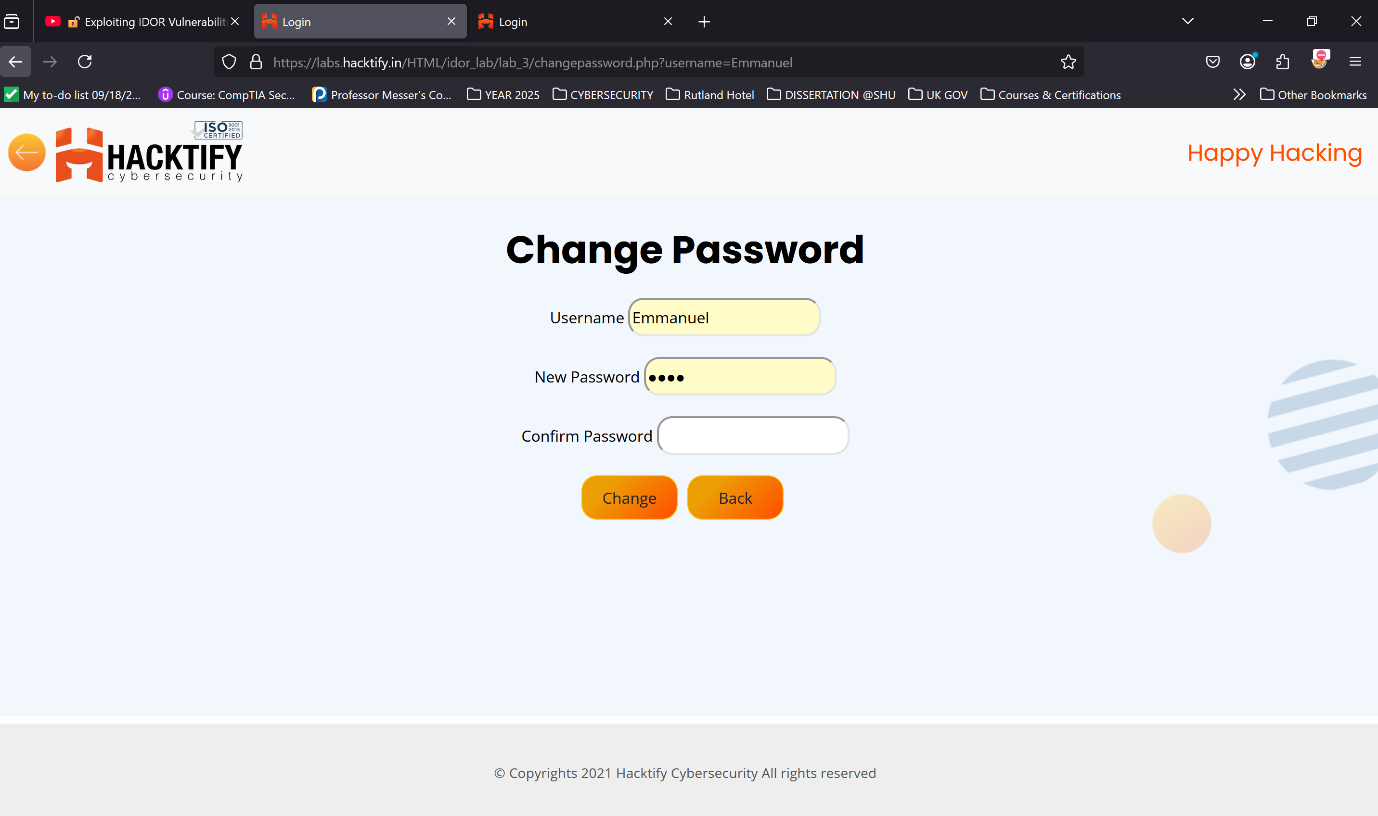 Exploiting IDOR Vulnerabilit
Login
Login
https://labs.hacktify.in/HTML/idor_lab/lab_3/changepassword.php?username=Emmanuel
My to-do list 09/18/2...
Course: CompTIA Sec...
Professor Messer's Co...
YEAR 2025
CYBERSECURITY
Rutland Hotel
DISSERTATION @SHU
UK GOV
Courses & Certifications
Other Bookmarks
ISO
CERTIFIED
HACKTIFY
cybersecurity
Happy Hacking
Change Password
Username Emmanuel
New Password ●●●●
Confirm Password
Change Back
© Copyrights 2021 Hacktify Cybersecurity All rights reserved